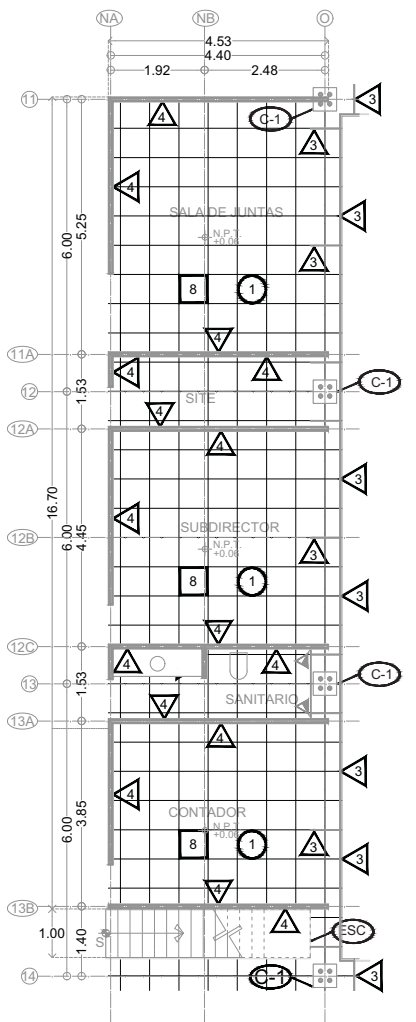 NA NB O
4.53
4.40
1.92 2.48
11
C-1
3
4
3
4
SALA DE JUNTAS
3
N.P.T.
+0.06
6.00
5.25
3
8 1
4
11A
4 4
C-1
12
1.53
SITE
4
12A
4
3
16.70
4
SUBDIRECTOR
12B
6.00
4.45
N.P.T.
+0.06
3
8 1
3
4
12C
4 4
C-1
13
1.53
SANITARIO
4
13A
4
3
4
CONTADOR
6.00
3.85
N.P.T.
+0.06
8 1
3
3
4
13B
4
1.00
S
ESC
1.40
14
C-1
3